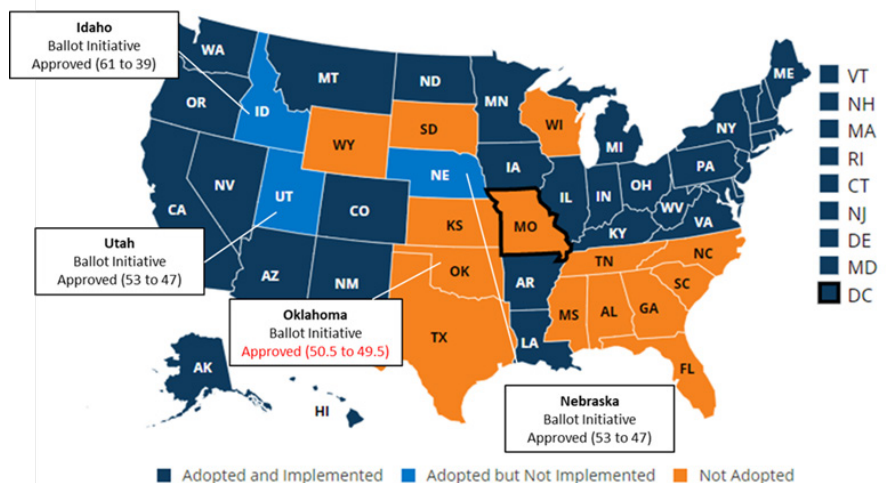 Idaho
Ballot Initiative
Approved (61 to 39)
WA
MT
ND
MN
ME
VT
OR
ID
SD
WI
NH
WY
MI
NY
MA
NE
IA
PA
RI
NV
UT
IL
IN
OH
CT
CA
CO
KS
MO
WV
VA
NJ
KY
DE
Utah
Ballot Initiative
Approved (53 to 47)
AZ
NM
OK
AR
TN
NC
MD
SC
DC
Oklahoma
Ballot Initiative
Approved (50.5 to 49.5)
TX
MS
AL
GA
LA
AK
FL
HI
Nebraska
Ballot Initiative
Approved (53 to 47)
Adopted and Implemented
Adopted but Not Implemented
Not Adopted